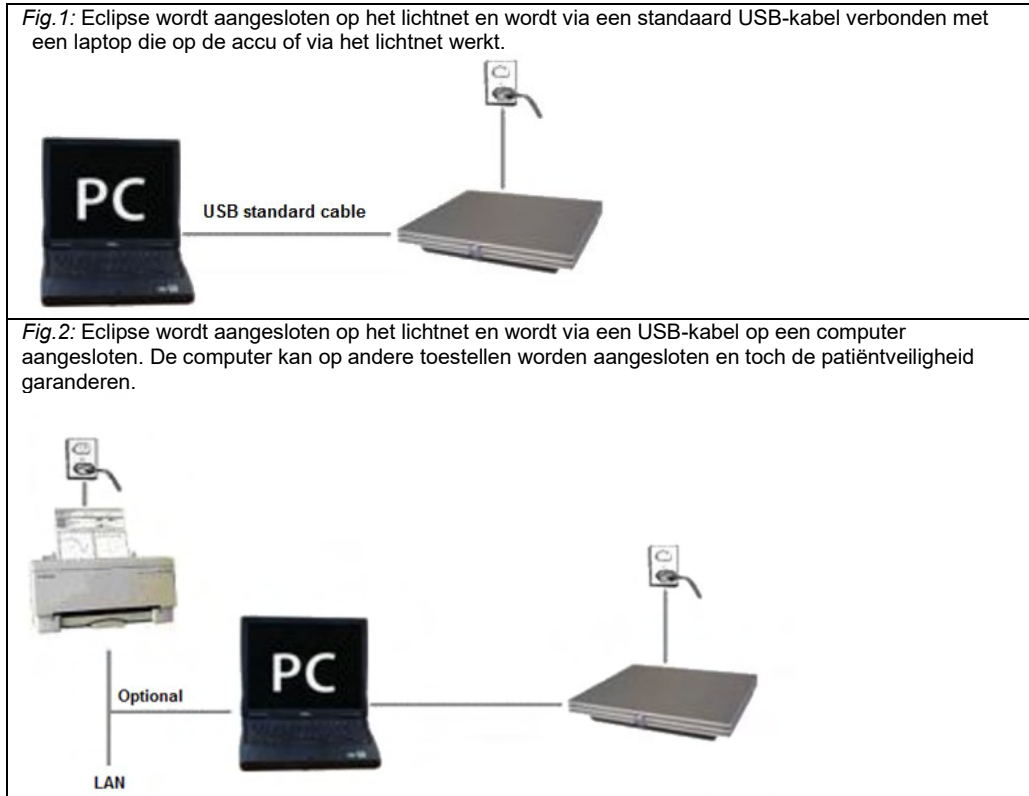 Fig.1: Eclipse wordt aangesloten op het lichtnet en wordt via een standaard USB-kabel verbonden met
een laptop die op de accu of via het lichtnet werkt.
PC
USB standard cable
Fig.2: Eclipse wordt aangesloten op het lichtnet en wordt via een USB-kabel op een computer
aangesloten. De computer kan op andere toestellen worden aangesloten en toch de patiëntveiligheid
garanderen.
Optional
PC
LAN